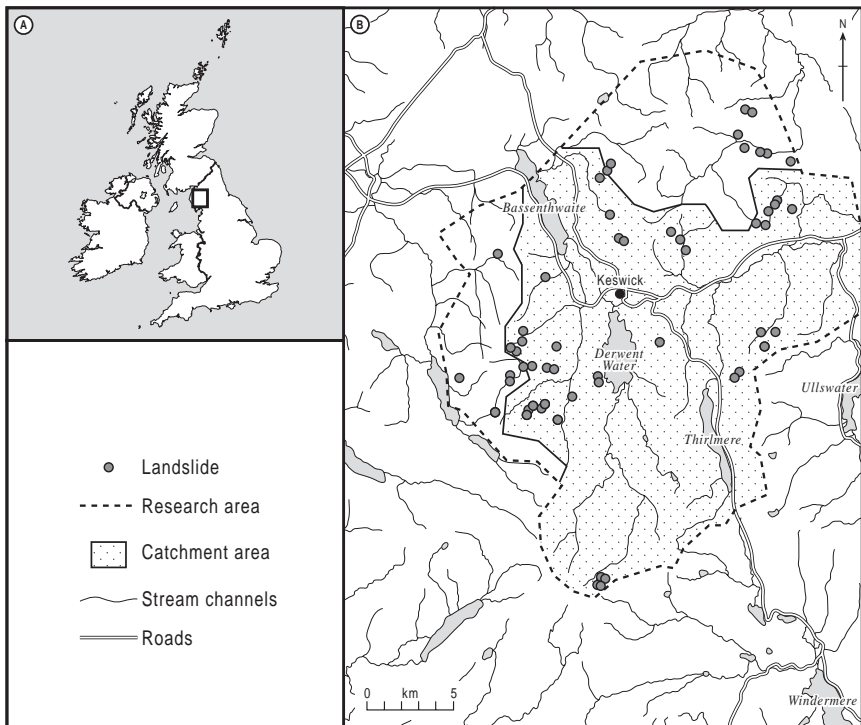 A
B
N
Bassenthwaite
Keswick
Derwent
Water
Ullswater
Thirlmere
Landslide
Research area
Catchment area
Stream channels
Roads
0 km 5
Windermere